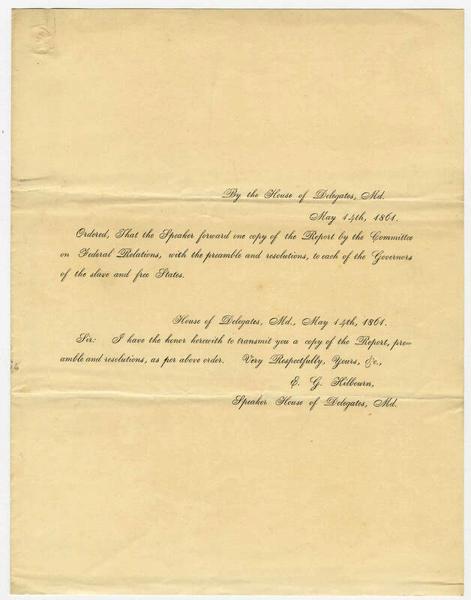 By the House of Delegates, Md.
May 14th, 1861.
Ordered, That the Speaker forward one copy of the Report by the Committee
on Federal Relations, with the preamble and resolutions, to each of the Governors
of the slave and free States.
House of Delegates, Md., May 14th, 1861.
Sir: I have the honor herewith to transmit you a copy of the Report, pre-
amble and resolutions, as per above order. Very Respectfully, Yours, &c.,
E. G. Kilbourn,
Speaker House of Delegates, Md.